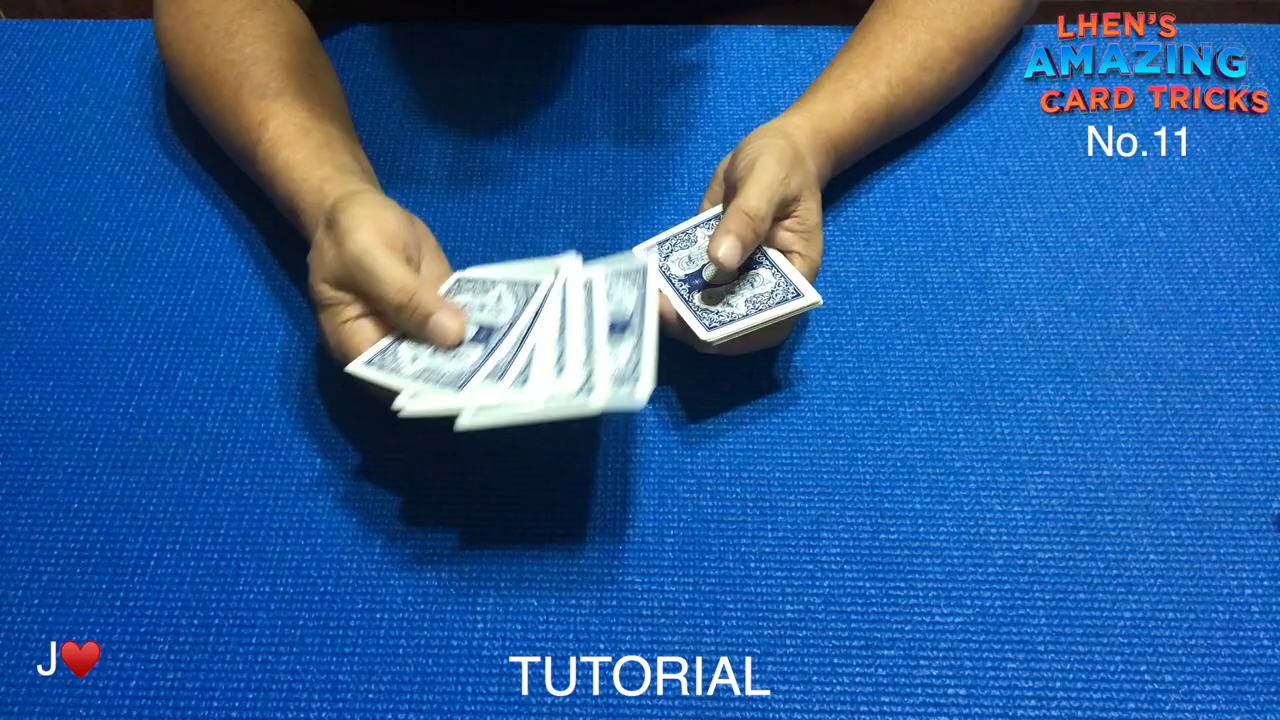 LHEN'S
AMAZING
CARD TRICKS
No.11
J♥️
TUTORIAL